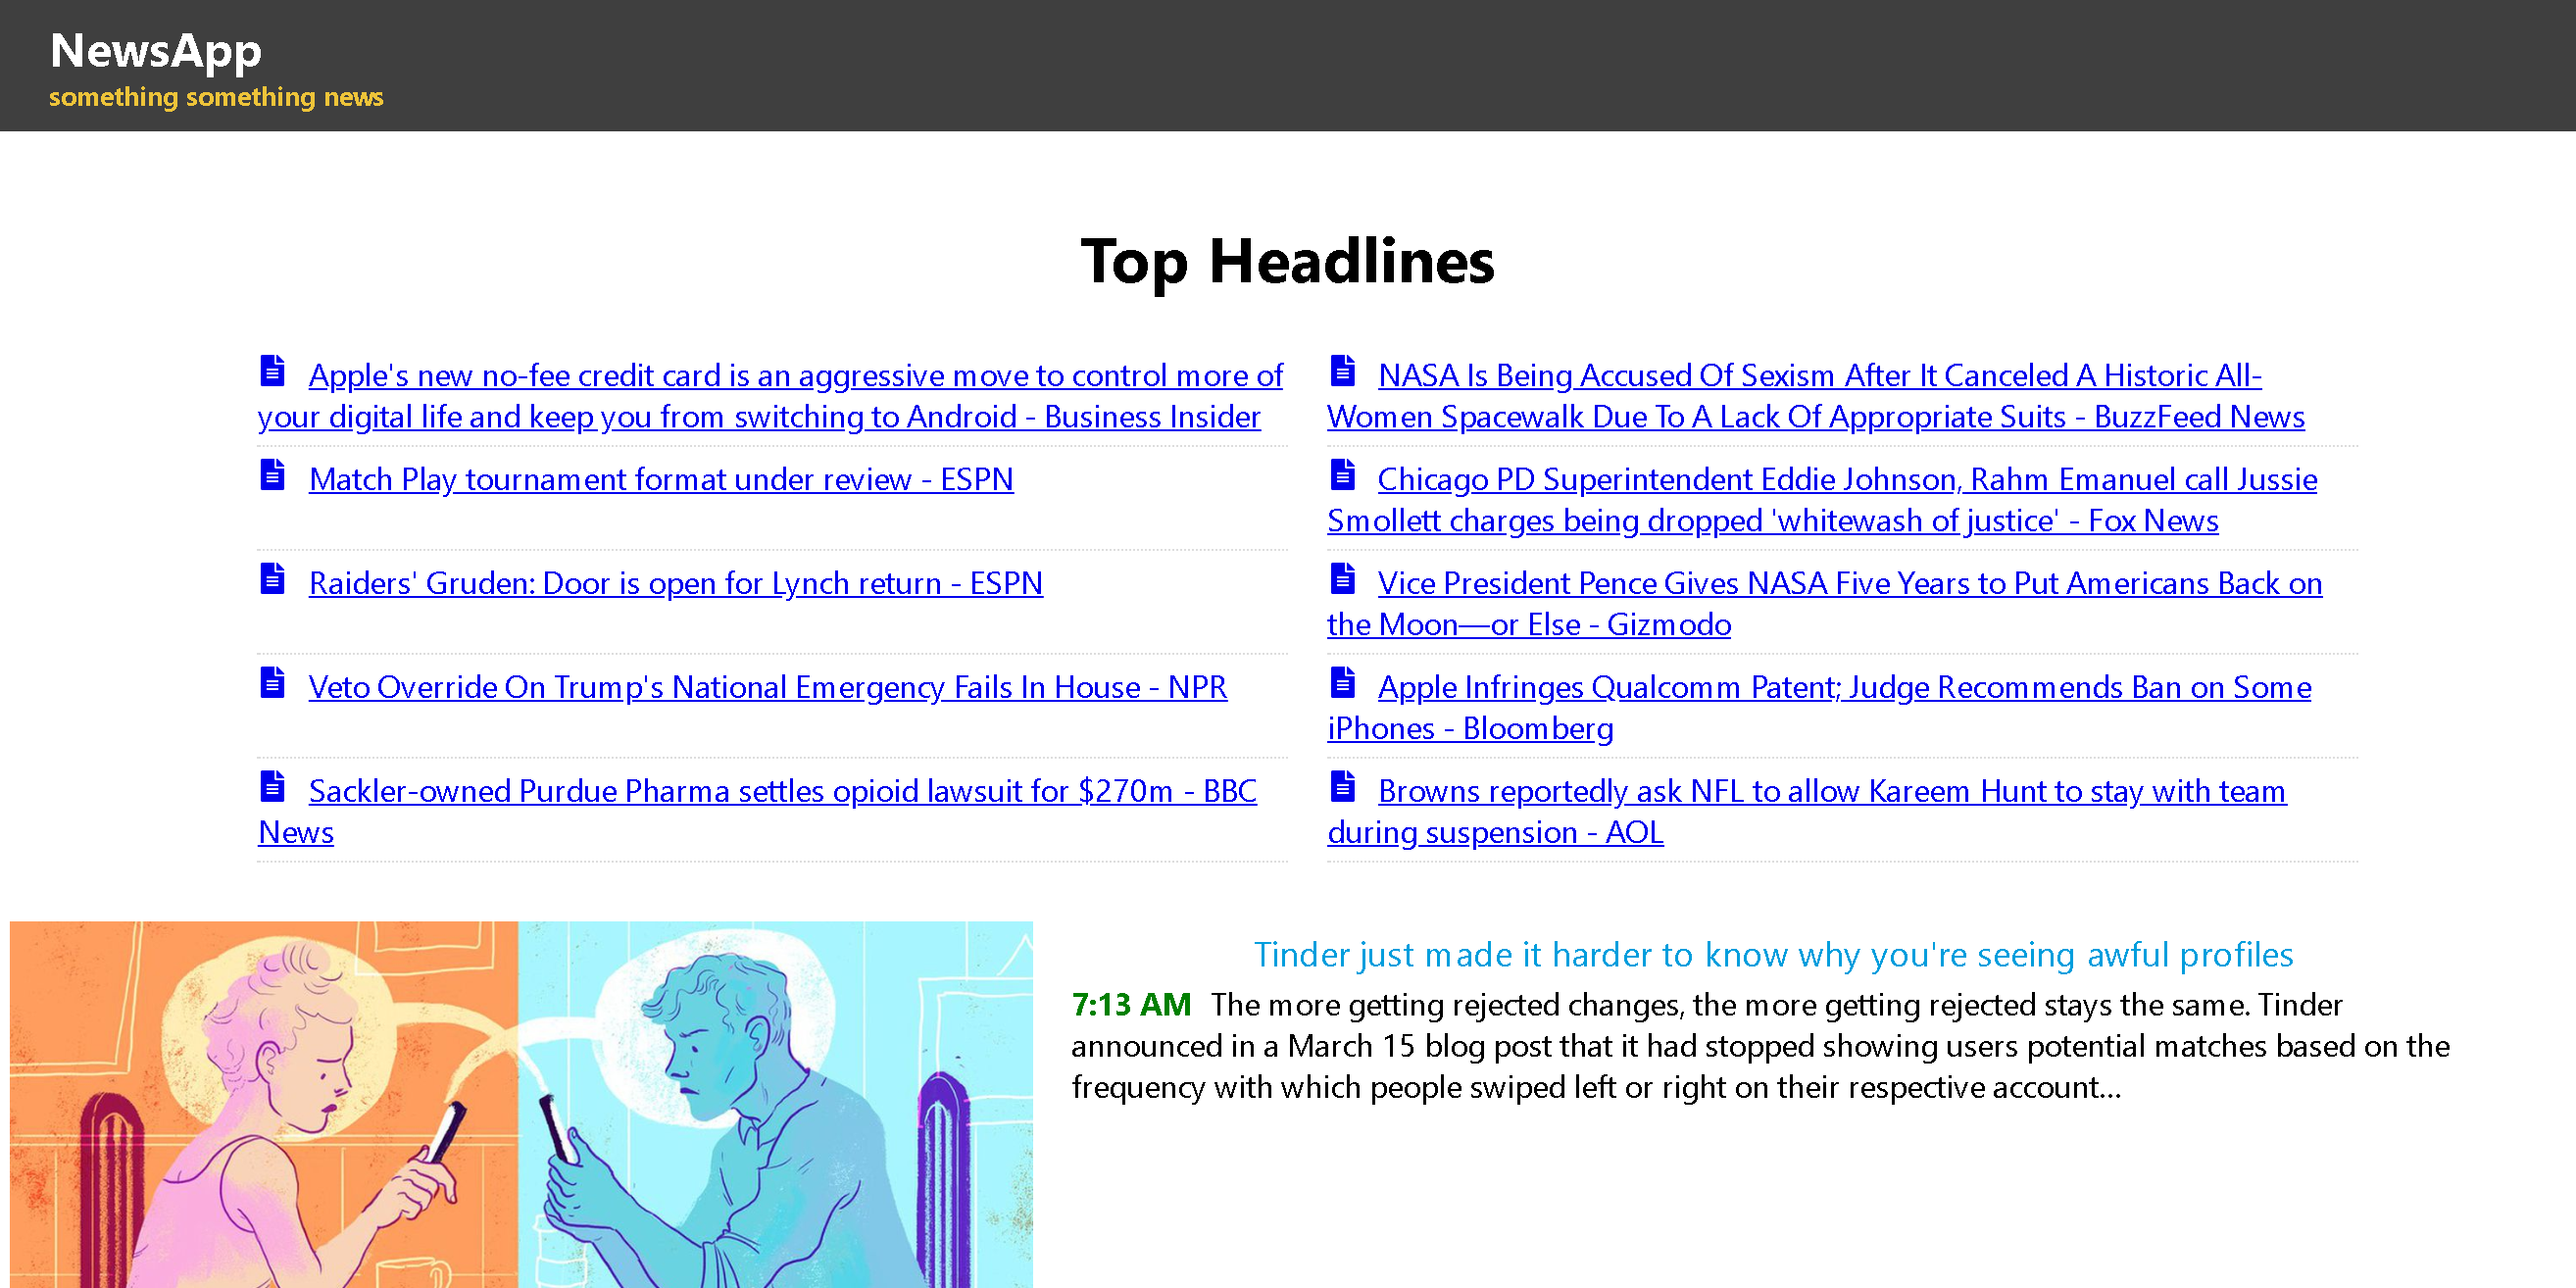 NewsApp
something something news
Top Headlines
Apple's new no-fee credit card is an aggressive move to control more of
your digital life and keep you from switching to Android - Business Insider
NASA Is Being Accused Of Sexism After It Canceled A Historic All-
Women Spacewalk Due To A Lack Of Appropriate Suits - BuzzFeed News
Match Play tournament format under review - ESPN
Chicago PD Superintendent Eddie Johnson, Rahm Emanuel call Jussie
Smollett charges being dropped 'whitewash of justice' - Fox News
Raiders' Gruden: Door is open for Lynch return - ESPN
Vice President Pence Gives NASA Five Years to Put Americans Back on
the Moon—or Else - Gizmodo
Veto Override On Trump's National Emergency Fails In House - NPR
Apple Infringes Qualcomm Patent; Judge Recommends Ban on Some
iPhones - Bloomberg
Sackler-owned Purdue Pharma settles opioid lawsuit for $270m - BBC
News
Browns reportedly ask NFL to allow Kareem Hunt to stay with team
during suspension - AOL
Tinder just made it harder to know why you're seeing awful profiles
7:13 AM The more getting rejected changes, the more getting rejected stays the same. Tinder
announced in a March 15 blog post that it had stopped showing users potential matches based on the
frequency with which people swiped left or right on their respective account…